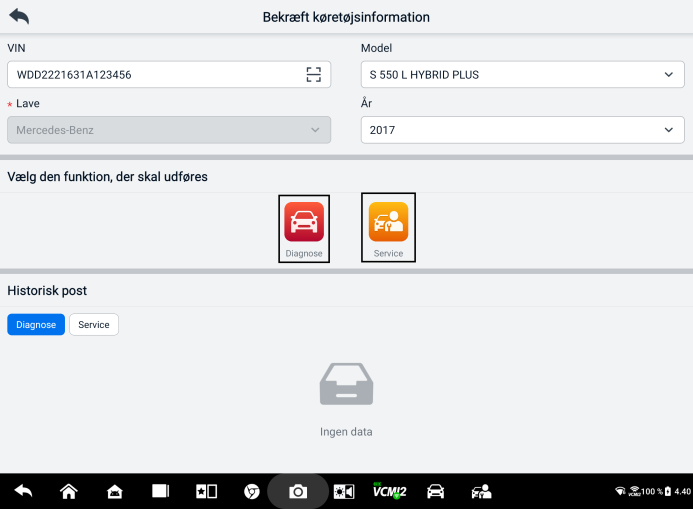 Bekræft køretøjsinformation
VIN
Model
WDD2221631A123456
S 550 L HYBRID PLUS
* Lave
År
Mercedes-Benz
2017
Vælg den funktion, der skal udføres
Diagnose
Service
Historisk post
Diagnose
Service
Ingen data
VCMI2
100 %
4.40